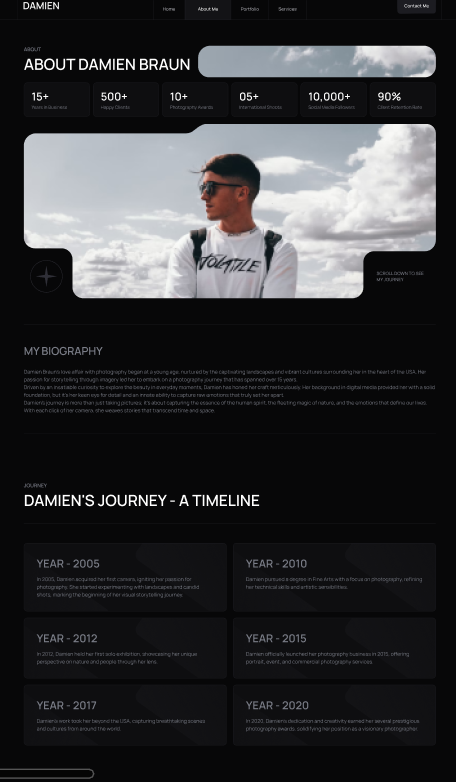 DAMIEN
Home
About Me
Portfolio
Services
Contact Me
ABOUT
ABOUT DAMIEN BRAUN
15+
Years in Business
500+
Happy Clients
10+
Photography Awards
05+
International Shoots
10,000+
Social Media Followers
90%
Client Retention Rate
VOLATILE
SCROLL DOWN TO SEE
MY JOURNEY
MY BIOGRAPHY
Damien Braun's love affair with photography began at a young age, nurtured by the captivating landscapes and vibrant cultures surrounding her in the heart of the USA. Her
passion for storytelling through imagery led her to embark on a photography journey that has spanned over 15 years.
Driven by an insatiable curiosity to explore the beauty in everyday moments, Damien has honed her craft meticulously. Her background in digital media provided her with a solid
foundation, but it's her keen eye for detail and an innate ability to capture raw emotions that truly set her apart.
Damien's journey is more than just taking pictures; it's about capturing the essence of the human spirit, the fleeting magic of nature, and the emotions that define our lives.
With each click of her camera, she weaves stories that transcend time and space.
JOURNEY
DAMIEN'S JOURNEY - A TIMELINE
YEAR - 2005
In 2005, Damien acquired her first camera, igniting her passion for
photography. She started experimenting with landscapes and candid
shots, marking the beginning of her visual storytelling journey.
YEAR - 2010
Damien pursued a degree in Fine Arts with a focus on photography, refining
her technical skills and artistic sensibilities.
YEAR - 2012
In 2012, Damien held her first solo exhibition, showcasing her unique
perspective on nature and people through her lens.
YEAR - 2015
Damien officially launched her photography business in 2015, offering
portrait, event, and commercial photography services.
YEAR - 2017
Damien's work took her beyond the USA, capturing breathtaking scenes
and cultures from around the world.
YEAR - 2020
In 2020, Damien's dedication and creativity earned her several prestigious
photography awards, solidifying her position as a visionary photographer.